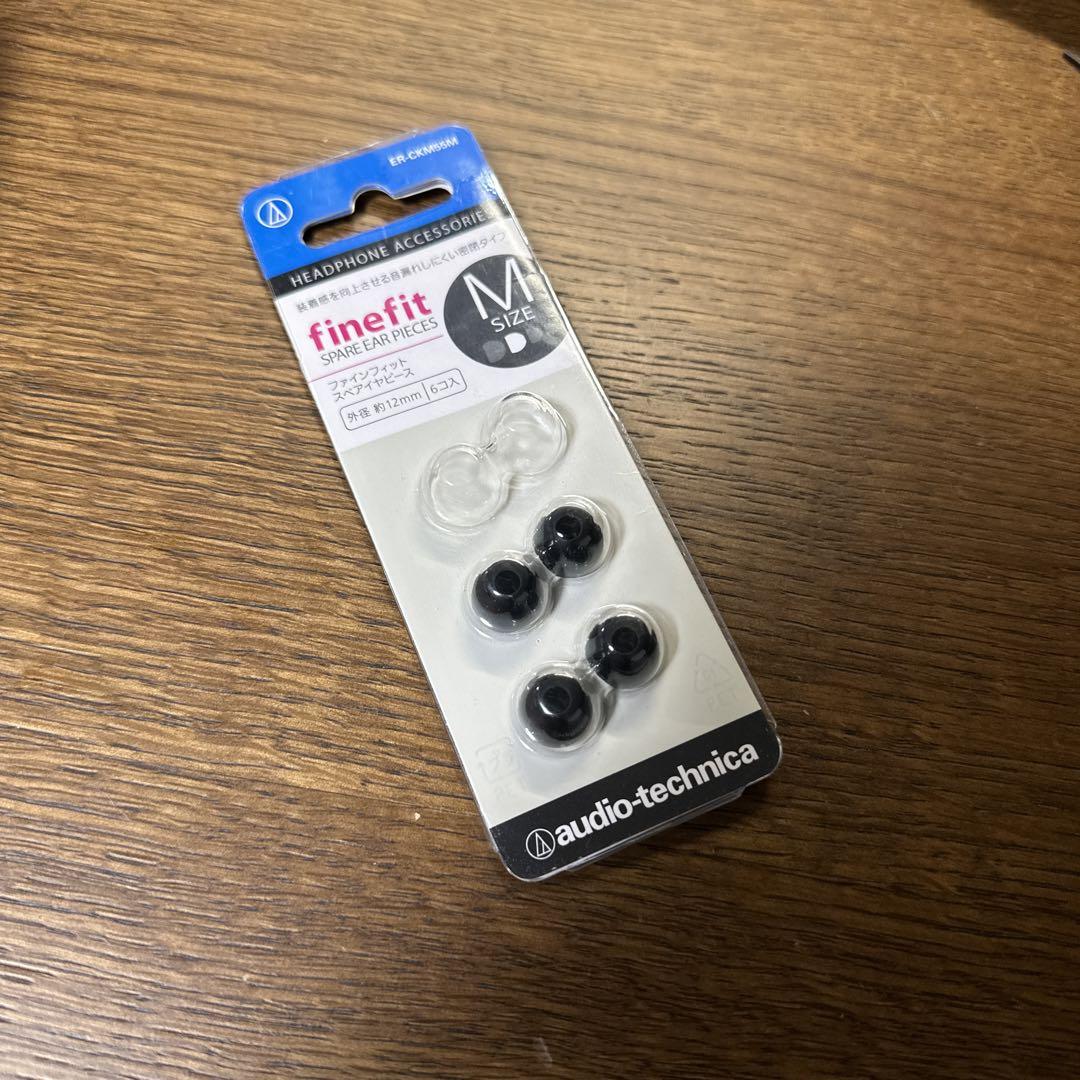 ER-CKM55M
HEADPHONE ACCESSORIES
装着感を向上させる音漏れしにくい密閉タイプ
finefit
SPARE EAR PIECES
M
SIZE
ファインフィット
スペアイヤピース
外径 約12mm 6コ入
プラ
audio-technica